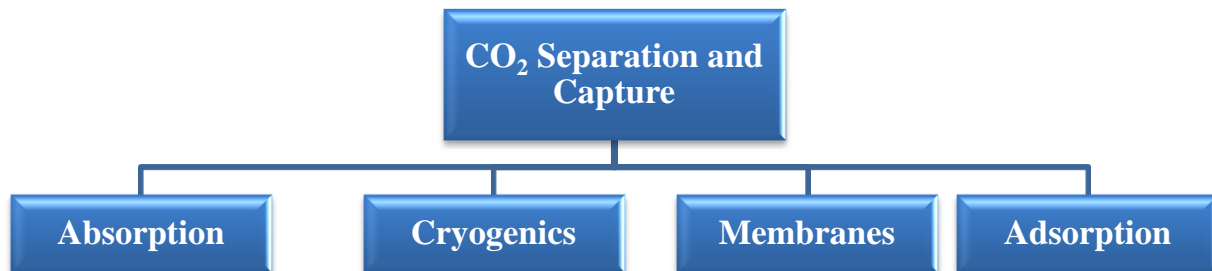 CO₂ Separation and
Capture
Absorption
Cryogenics
Membranes
Adsorption